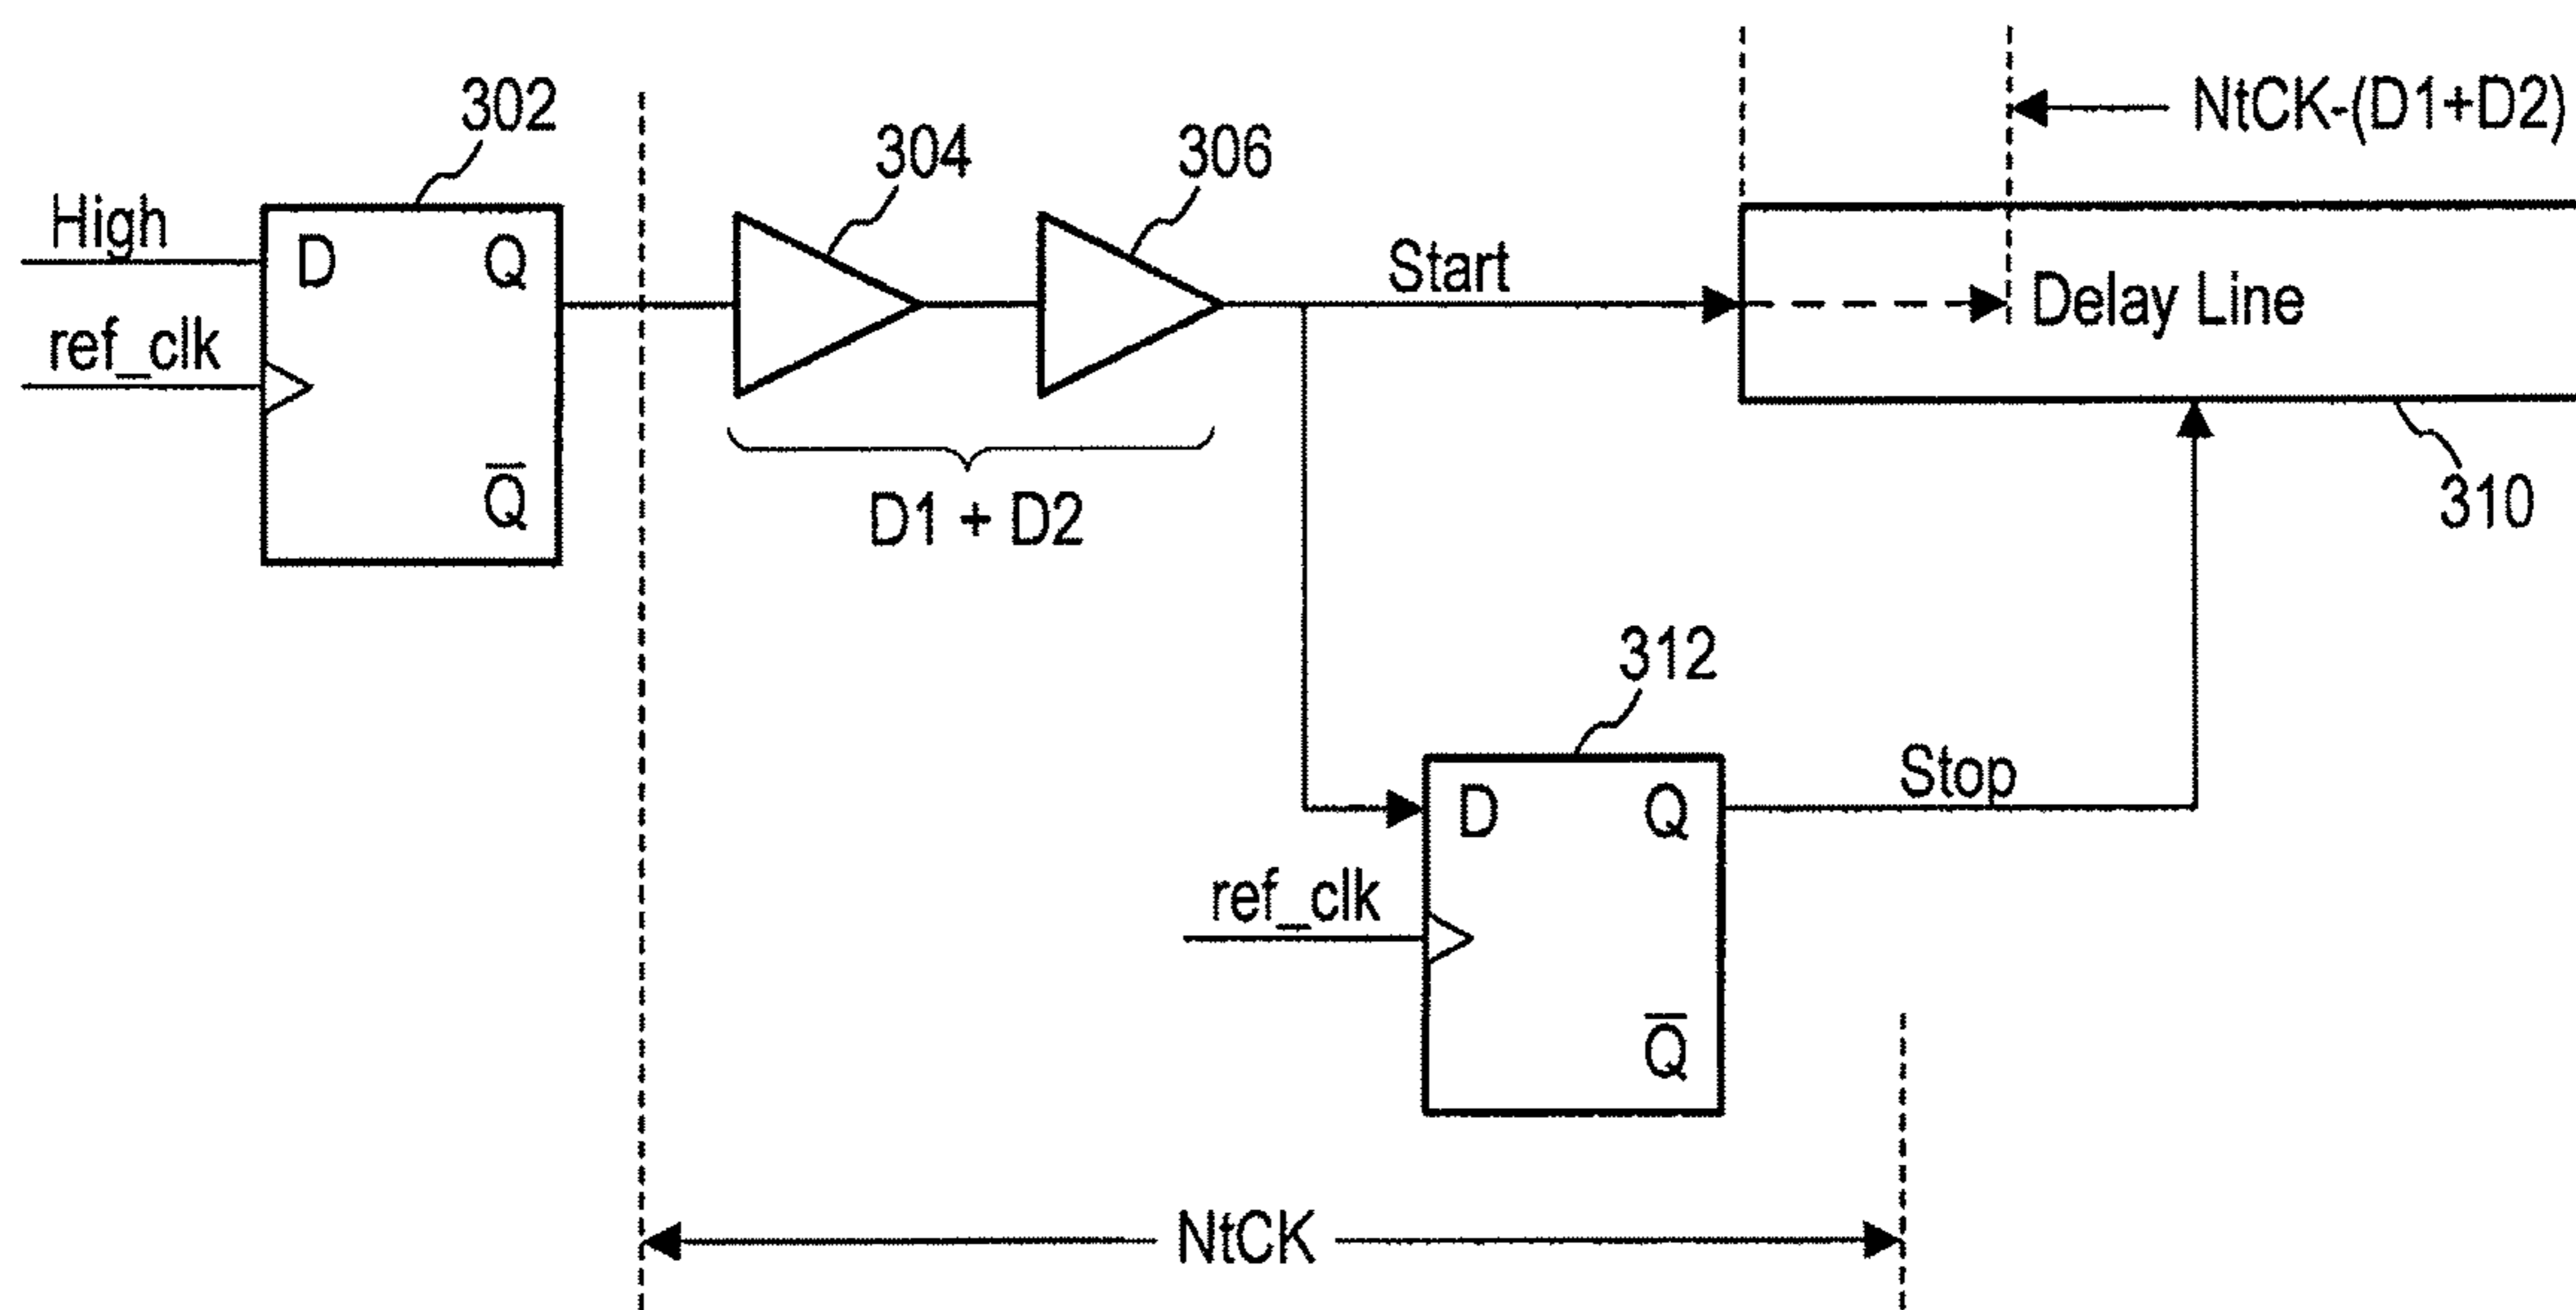 302
304
306
NtCK-(D1+D2)
High
D
Q
Start
Delay Line
ref_clk
Q̅
D1 + D2
310
312
D
Q
Stop
ref_clk
Q̅
NtCK